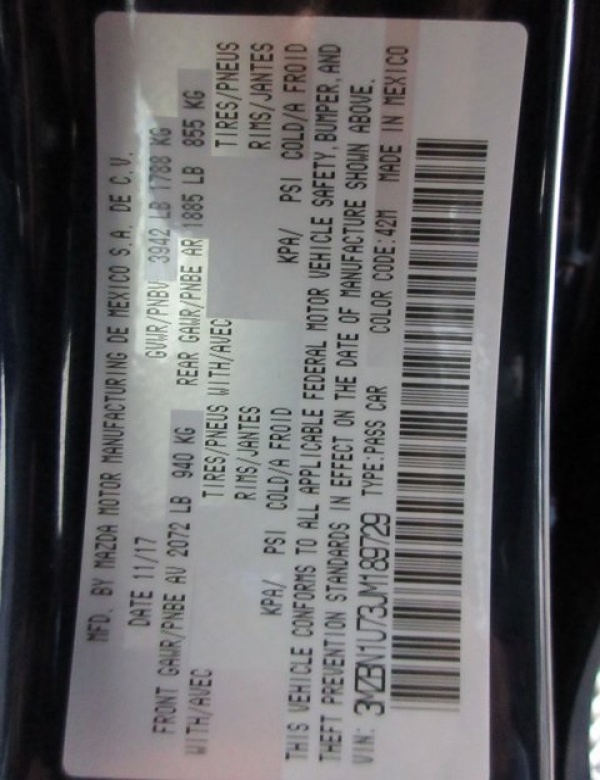 MFD. BY MAZDA MOTOR MANUFACTURING DE MEXICO S.A. DE C.V.
DATE 11/17 GVWR/PNBV 3942 LB 1788 KG
FRONT GAWR/PNBE AV 2072 LB 940 KG REAR GAWR/PNBE AR 1885 LB 855 KG
WITH/AVEC TIRES/PNEUS WITH/AVEC TIRES/PNEUS
RIMS/JANTES RIMS/JANTES
KPA/ PSI COLD/A FROID KPA/ PSI COLD/A FROID
THIS VEHICLE CONFORMS TO ALL APPLICABLE FEDERAL MOTOR VEHICLE SAFETY, BUMPER, AND
THEFT PREVENTION STANDARDS IN EFFECT ON THE DATE OF MANUFACTURE SHOWN ABOVE.
VIN: 3MZBN1U73JM189729 TYPE:PASS CAR COLOR CODE:42M MADE IN MEXICO